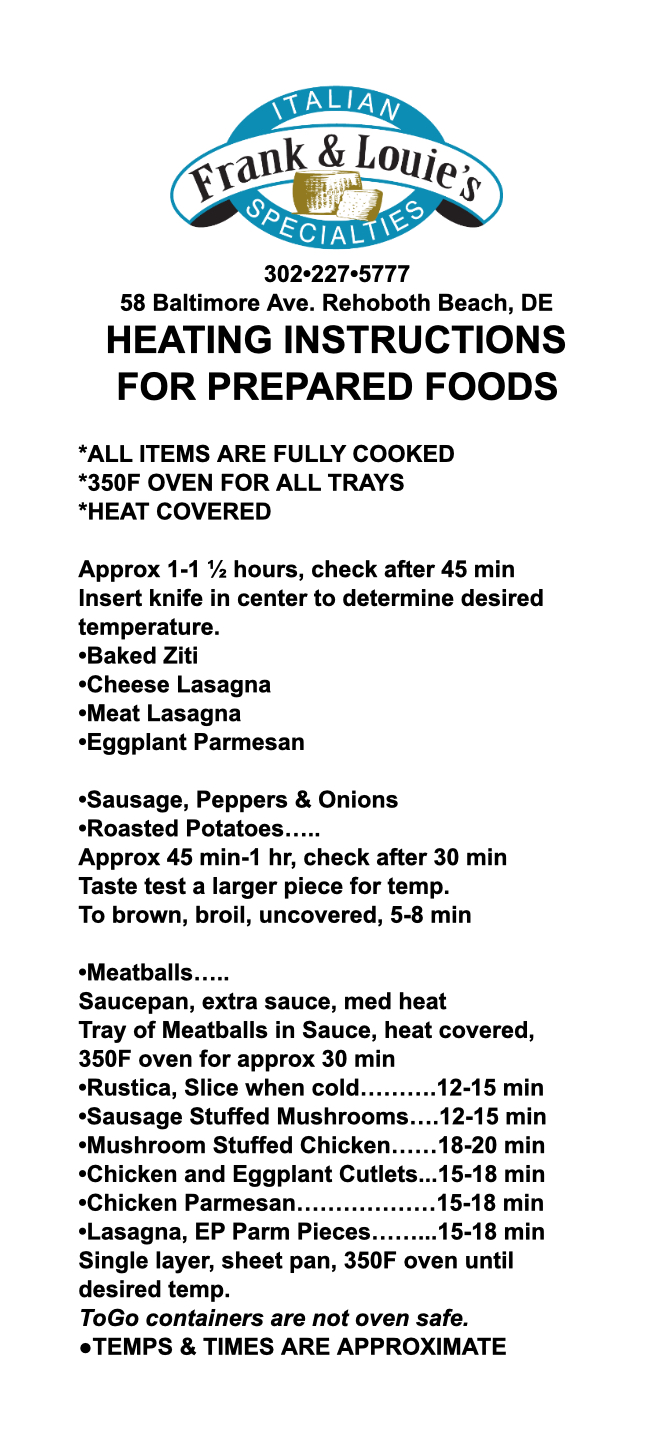 ITALIAN
Frank & Louie's
SPECIALTIES
302•227•5777
58 Baltimore Ave. Rehoboth Beach, DE
HEATING INSTRUCTIONS
FOR PREPARED FOODS
*ALL ITEMS ARE FULLY COOKED
*350F OVEN FOR ALL TRAYS
*HEAT COVERED
Approx 1-1 ½ hours, check after 45 min
Insert knife in center to determine desired
temperature.
•Baked Ziti
•Cheese Lasagna
•Meat Lasagna
•Eggplant Parmesan
•Sausage, Peppers & Onions
•Roasted Potatoes…..
Approx 45 min-1 hr, check after 30 min
Taste test a larger piece for temp.
To brown, broil, uncovered, 5-8 min
•Meatballs…..
Saucepan, extra sauce, med heat
Tray of Meatballs in Sauce, heat covered,
350F oven for approx 30 min
•Rustica, Slice when cold……….12-15 min
•Sausage Stuffed Mushrooms….12-15 min
•Mushroom Stuffed Chicken……18-20 min
•Chicken and Eggplant Cutlets...15-18 min
•Chicken Parmesan………………15-18 min
•Lasagna, EP Parm Pieces……...15-18 min
Single layer, sheet pan, 350F oven until
desired temp.
ToGo containers are not oven safe.
●TEMPS & TIMES ARE APPROXIMATE